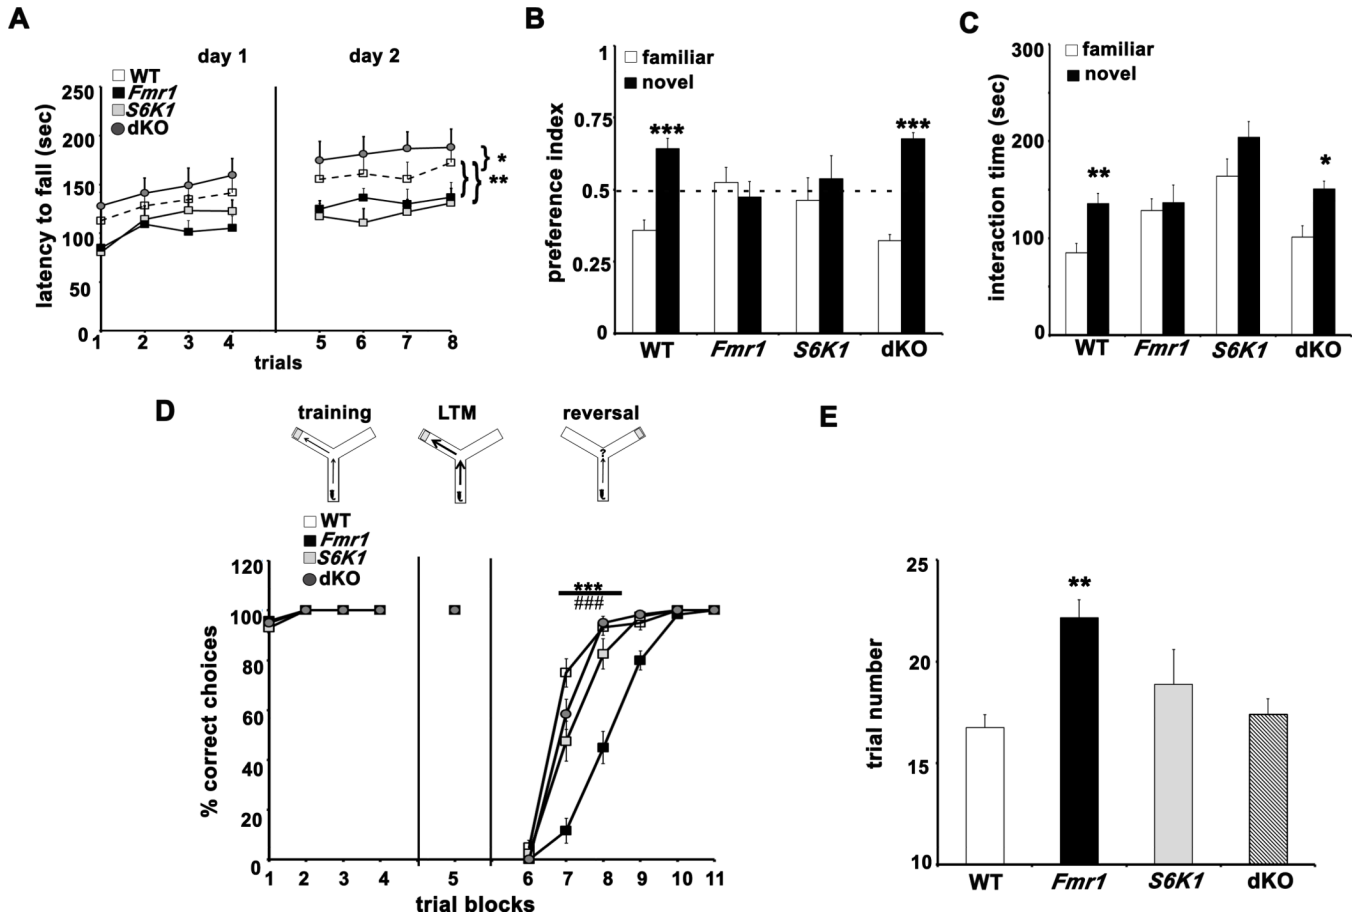 A
day 1
day 2
WT
Fmr1
S6K1
dKO
latency to fall (sec)
250
200
150
100
50
0
1
2
3
4
5
6
7
8
*
**
trials
B
familiar
novel
preference index
1
0.75
0.5
0.25
0
***
***
WT
Fmr1
S6K1
dKO
C
familiar
novel
interaction time (sec)
300
200
100
0
**
*
WT
Fmr1
S6K1
dKO
D
training
LTM
reversal
?
WT
Fmr1
S6K1
dKO
% correct choices
120
100
80
60
40
20
0
***
###
1
2
3
4
5
6
7
8
9
10
11
trial blocks
E
trial number
25
20
15
10
**
WT
Fmr1
S6K1
dKO